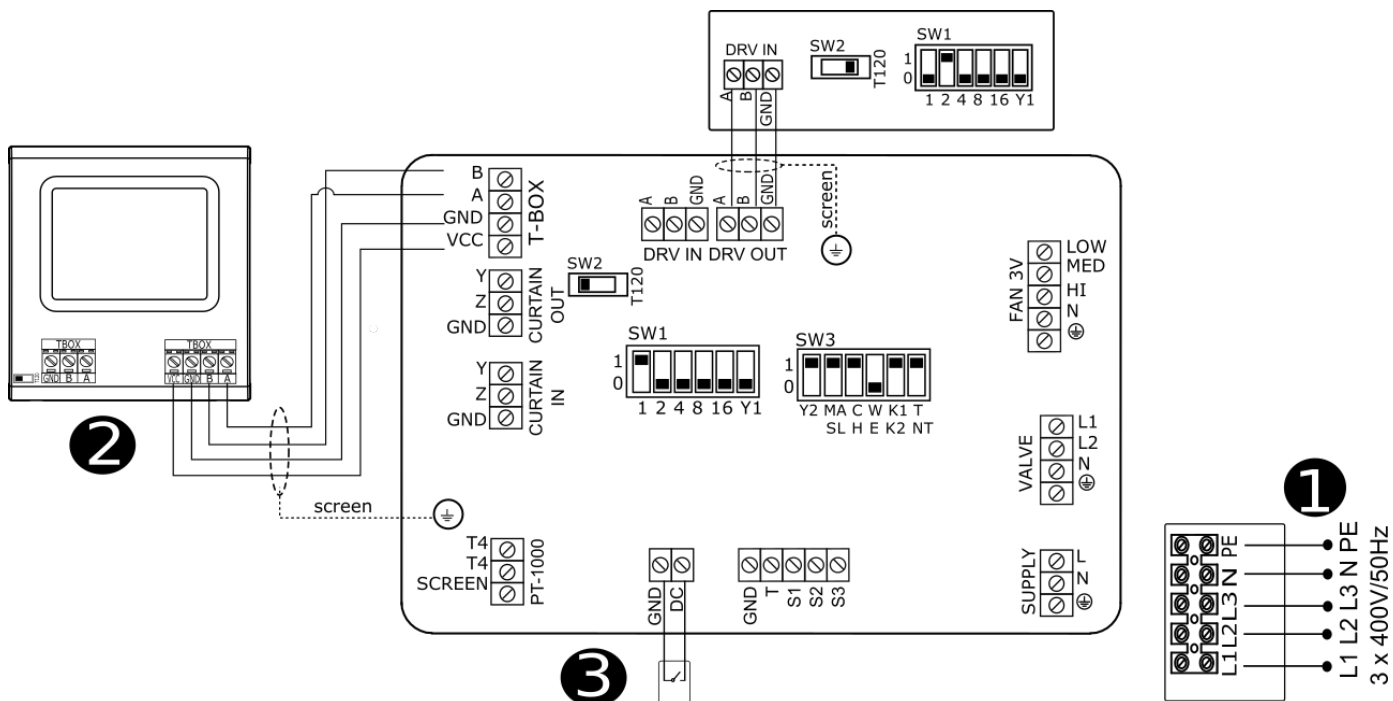 DRV IN
A
B
GND
SW2
T120
SW1
1
0
1 2 4 8 16 Y1
B
A
GND
VCC
T-BOX
A
B
GND
DRV IN
A
B
GND
DRV OUT
screen
SW2
T120
Y
Z
GND
CURTAIN
OUT
Y
Z
GND
CURTAIN
IN
SW1
1
0
1 2 4 8 16 Y1
SW3
1
0
Y2 MA C W K1 T
SL H E K2 NT
FAN 3V
LOW
MED
HI
N
VALVE
L1
L2
N
SUPPLY
L
N
TBOX
GND B A
TBOX
VCC GND B A
2
screen
T4
T4
SCREEN
PT-1000
GND
DC
GND
T
S1
S2
S3
3
1
PE
N
L3
L2
L1
L1 L2 L3 N PE
3 x 400V/50Hz